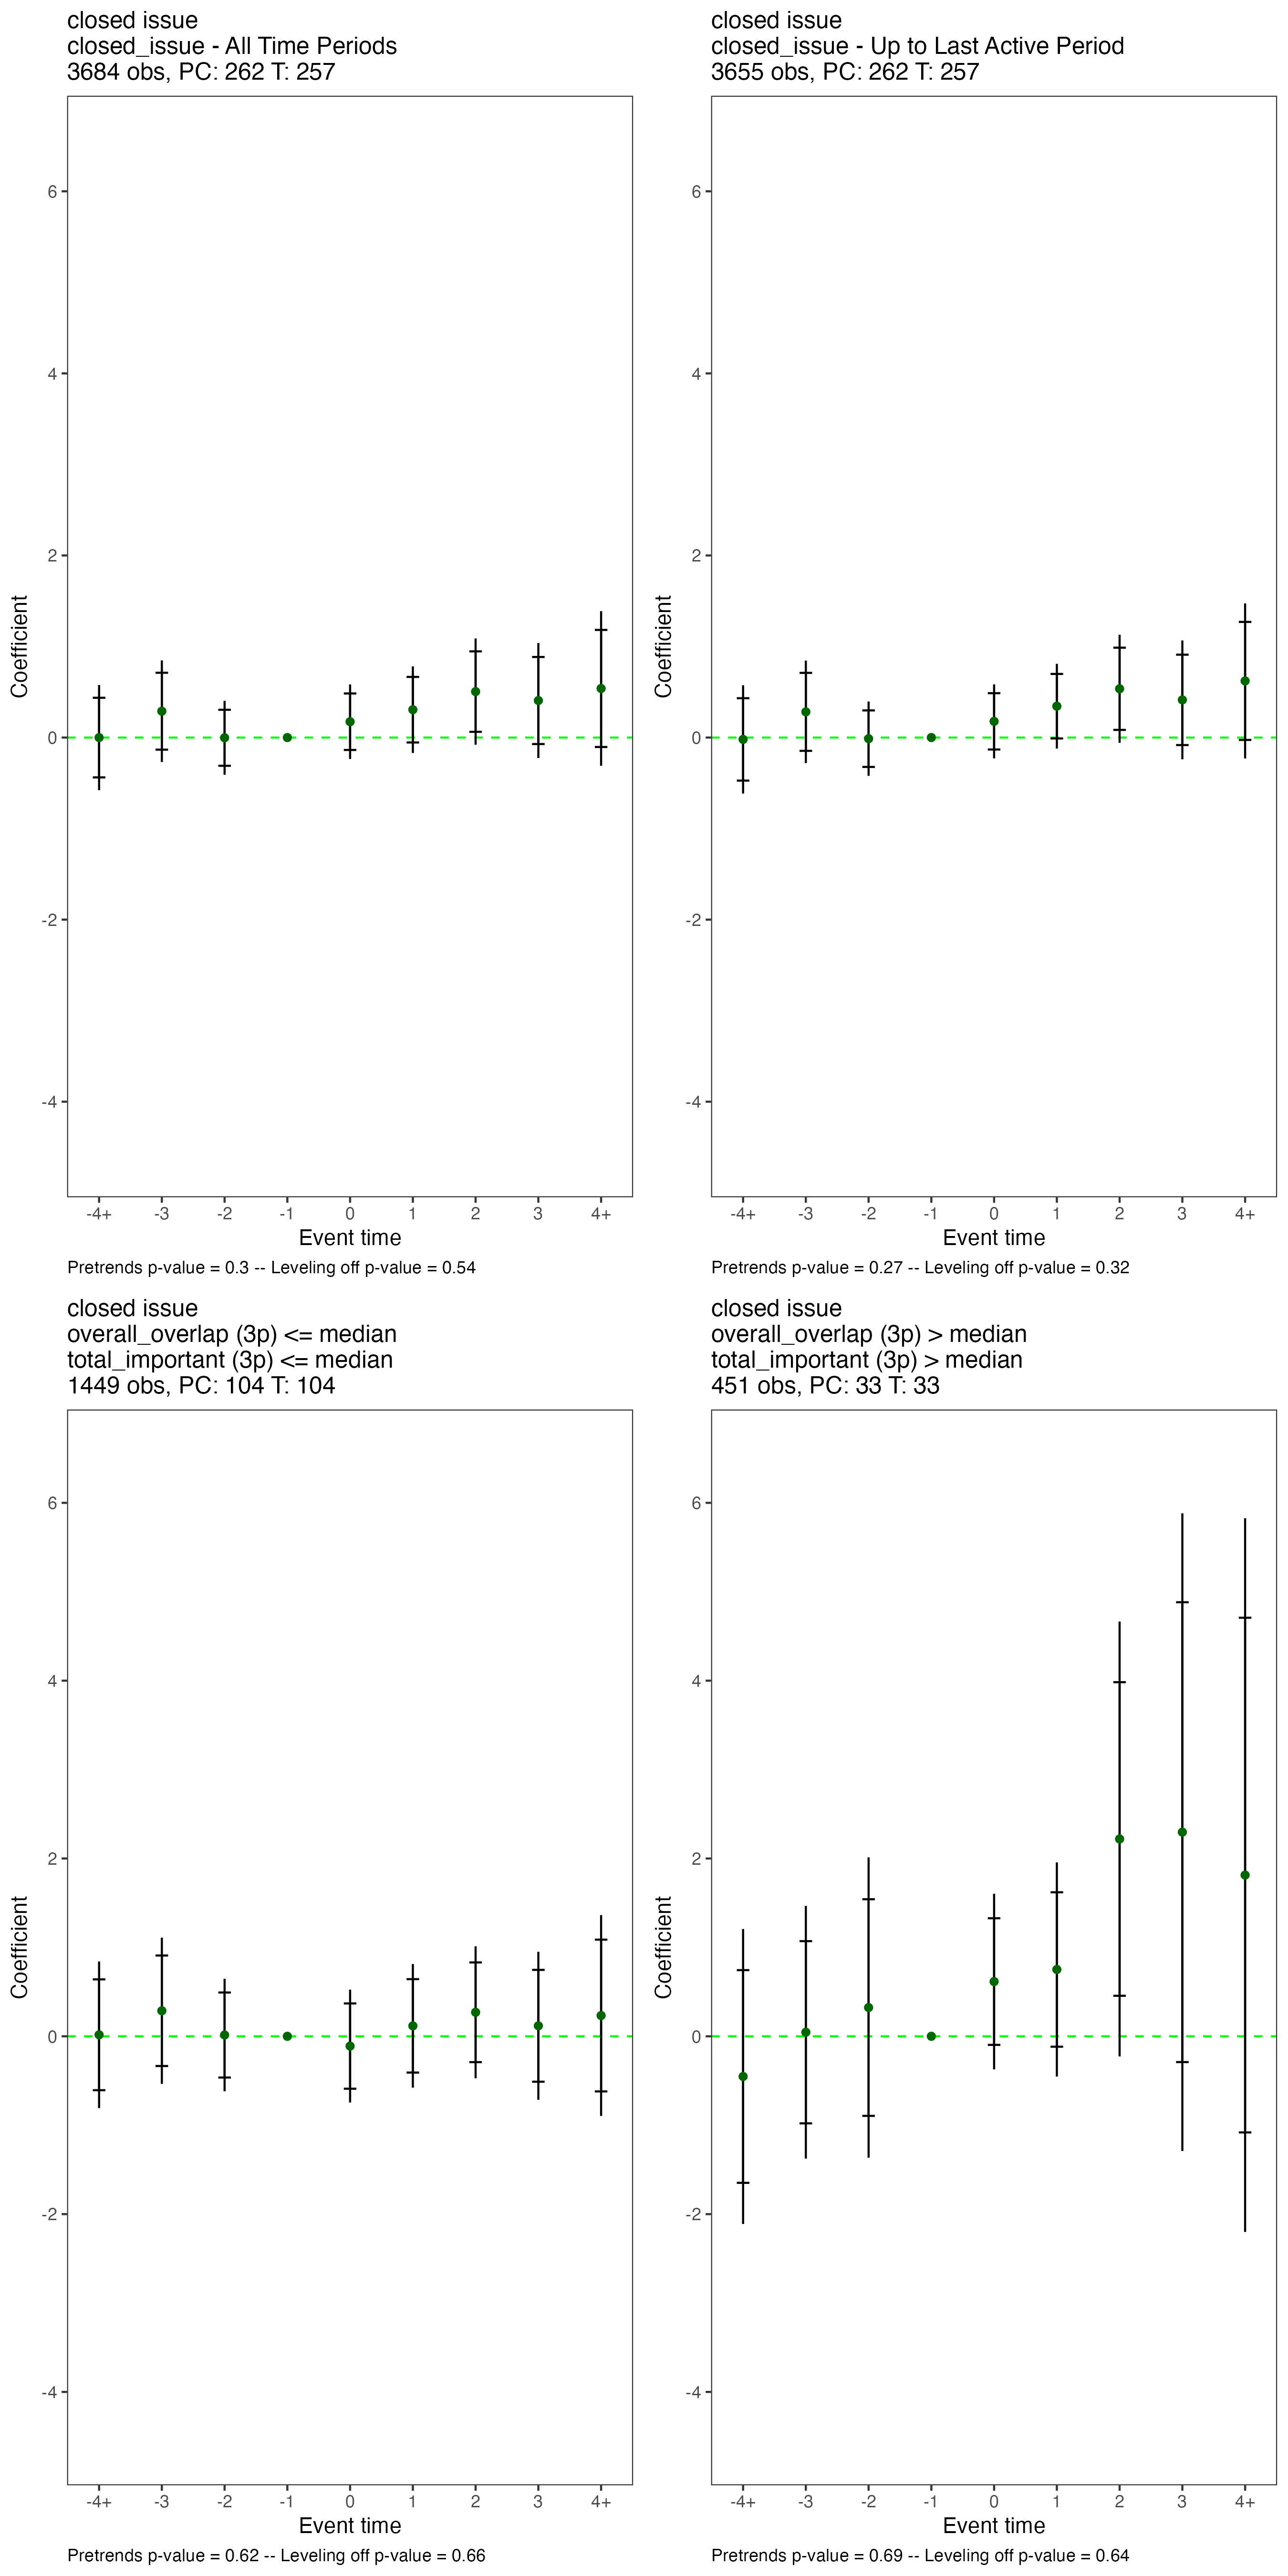 closed issue
closed_issue - All Time Periods
3684 obs, PC: 262 T: 257
6
4
2
0
-2
-4
Coefficient
-4+ -3 -2 -1 0 1 2 3 4+
Event time
Pretrends p-value = 0.3 -- Leveling off p-value = 0.54
closed issue
closed_issue - Up to Last Active Period
3655 obs, PC: 262 T: 257
6
4
2
0
-2
-4
Coefficient
-4+ -3 -2 -1 0 1 2 3 4+
Event time
Pretrends p-value = 0.27 -- Leveling off p-value = 0.32
closed issue
overall_overlap (3p) <= median
total_important (3p) <= median
1449 obs, PC: 104 T: 104
6
4
2
0
-2
-4
Coefficient
-4+ -3 -2 -1 0 1 2 3 4+
Event time
Pretrends p-value = 0.62 -- Leveling off p-value = 0.66
closed issue
overall_overlap (3p) > median
total_important (3p) > median
451 obs, PC: 33 T: 33
6
4
2
0
-2
-4
Coefficient
-4+ -3 -2 -1 0 1 2 3 4+
Event time
Pretrends p-value = 0.69 -- Leveling off p-value = 0.64